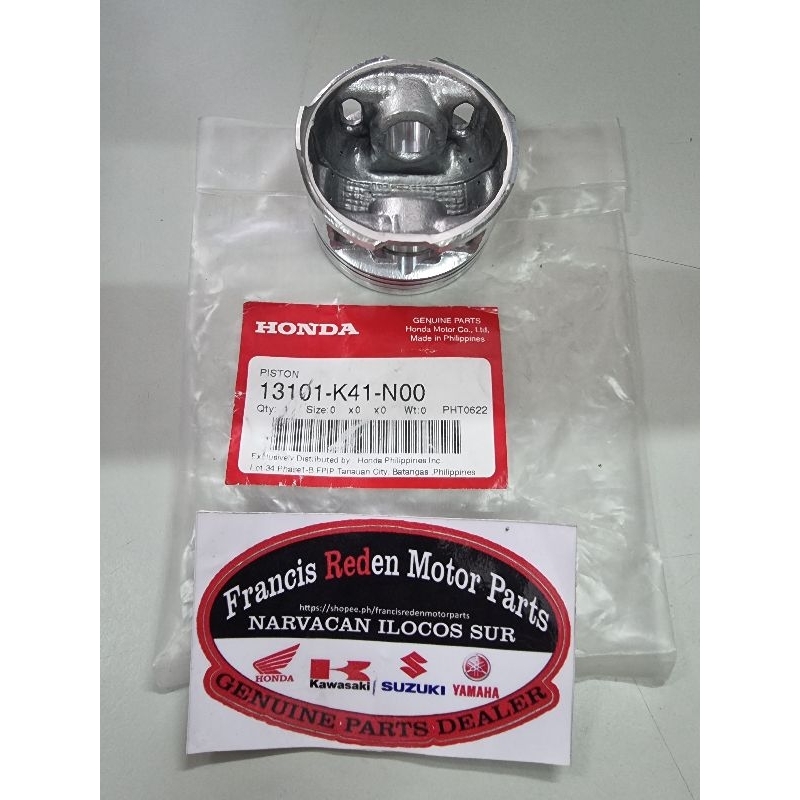 HONDA
GENUINE PARTS
Honda Motor Co., Ltd.
Made in Philippines
PISTON
13101-K41-N00
Qty: 1 Size:0 x0 x0 Wt:0 PHT0622
Exclusively Distributed by : Honda Philippines Inc
Lot 34 Phase1-B FPIP Tanauan City, Batangas ,Philippines
Francis Reden Motor Parts
https://shopee.ph/francisredenmotorparts
NARVACAN ILOCOS SUR
HONDA Kawasaki SUZUKI YAMAHA
GENUINE PARTS DEALER